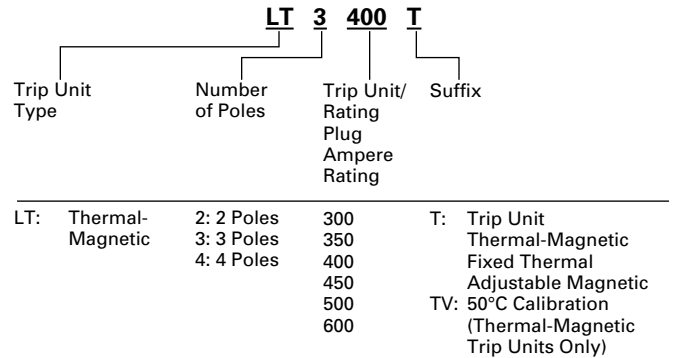 LT 3 400 T
Trip Unit
Type
Number
of Poles
Trip Unit/
Rating
Plug
Ampere
Rating
Suffix
LT: Thermal-
Magnetic
2: 2 Poles
3: 3 Poles
4: 4 Poles
300
350
400
450
500
600
T: Trip Unit
Thermal-Magnetic
Fixed Thermal
Adjustable Magnetic
TV: 50°C Calibration
(Thermal-Magnetic
Trip Units Only)